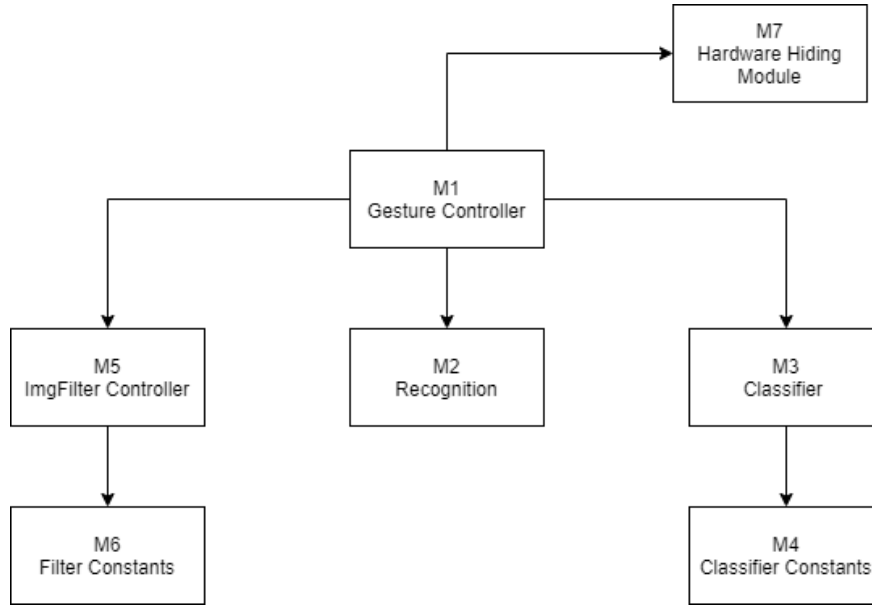 M7
Hardware Hiding
Module
M1
Gesture Controller
M5
ImgFilter Controller
M2
Recognition
M3
Classifier
M6
Filter Constants
M4
Classifier Constants